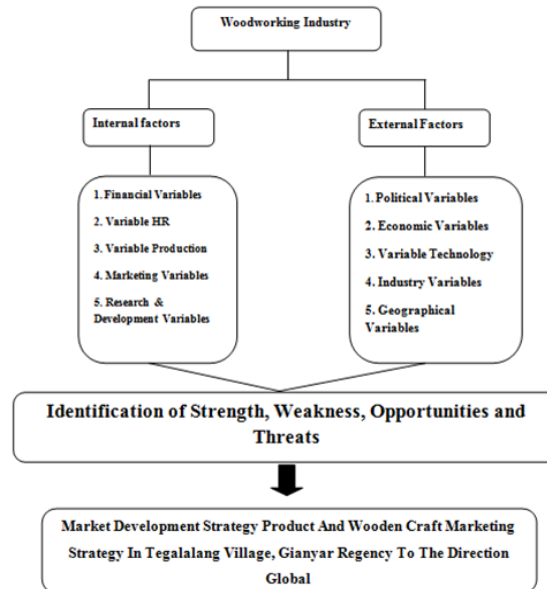 Woodworking Industry
Internal factors
External Factors
1. Financial Variables
2. Variable HR
3. Variable Production
4. Marketing Variables
5. Research &
Development Variables
1. Political Variables
2. Economic Variables
3. Variable Technology
4. Industry Variables
5. Geographical
Variables
Identification of Strength, Weakness, Opportunities and
Threats
Market Development Strategy Product And Wooden Craft Marketing
Strategy In Tegalalang Village, Gianyar Regency To The Direction
Global